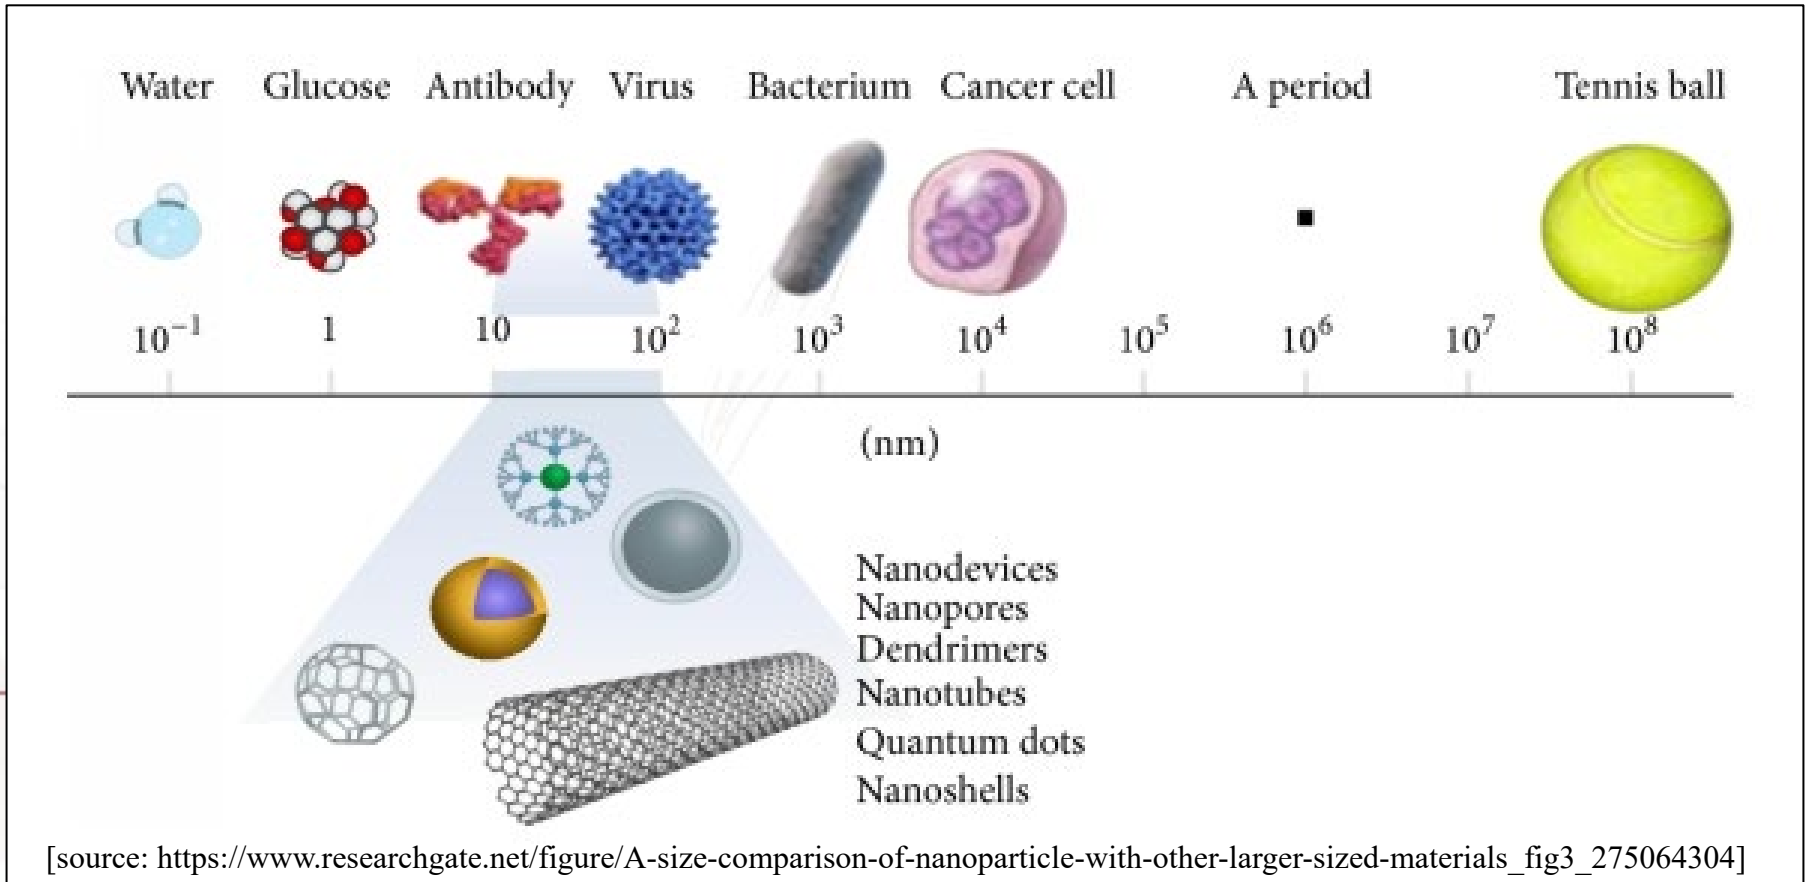 Water Glucose Antibody Virus Bacterium Cancer cell A period Tennis ball
10⁻¹ 1 10 10² 10³ 10⁴ 10⁵ 10⁶ 10⁷ 10⁸
(nm)
Nanodevices
Nanopores
Dendrimers
Nanotubes
Quantum dots
Nanoshells
[source: https://www.researchgate.net/figure/A-size-comparison-of-nanoparticle-with-other-larger-sized-materials_fig3_275064304]